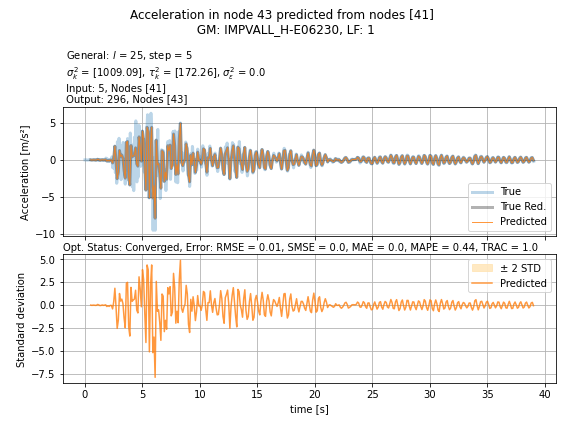 Acceleration in node 43 predicted from nodes [41]
GM: IMPVALL_H-E06230, LF: 1
General: l = 25, step = 5
σ²ₖ = [1009.09], τ²ₖ = [172.26], σ²ε = 0.0
Input: 5, Nodes [41]
Output: 296, Nodes [43]
Acceleration [m/s²]
5
0
−5
−10
True
True Red.
Predicted
Opt. Status: Converged, Error: RMSE = 0.01, SMSE = 0.0, MAE = 0.0, MAPE = 0.44, TRAC = 1.0
Standard deviation
5.0
2.5
0.0
−2.5
−5.0
−7.5
± 2 STD
Predicted
0 5 10 15 20 25 30 35 40
time [s]